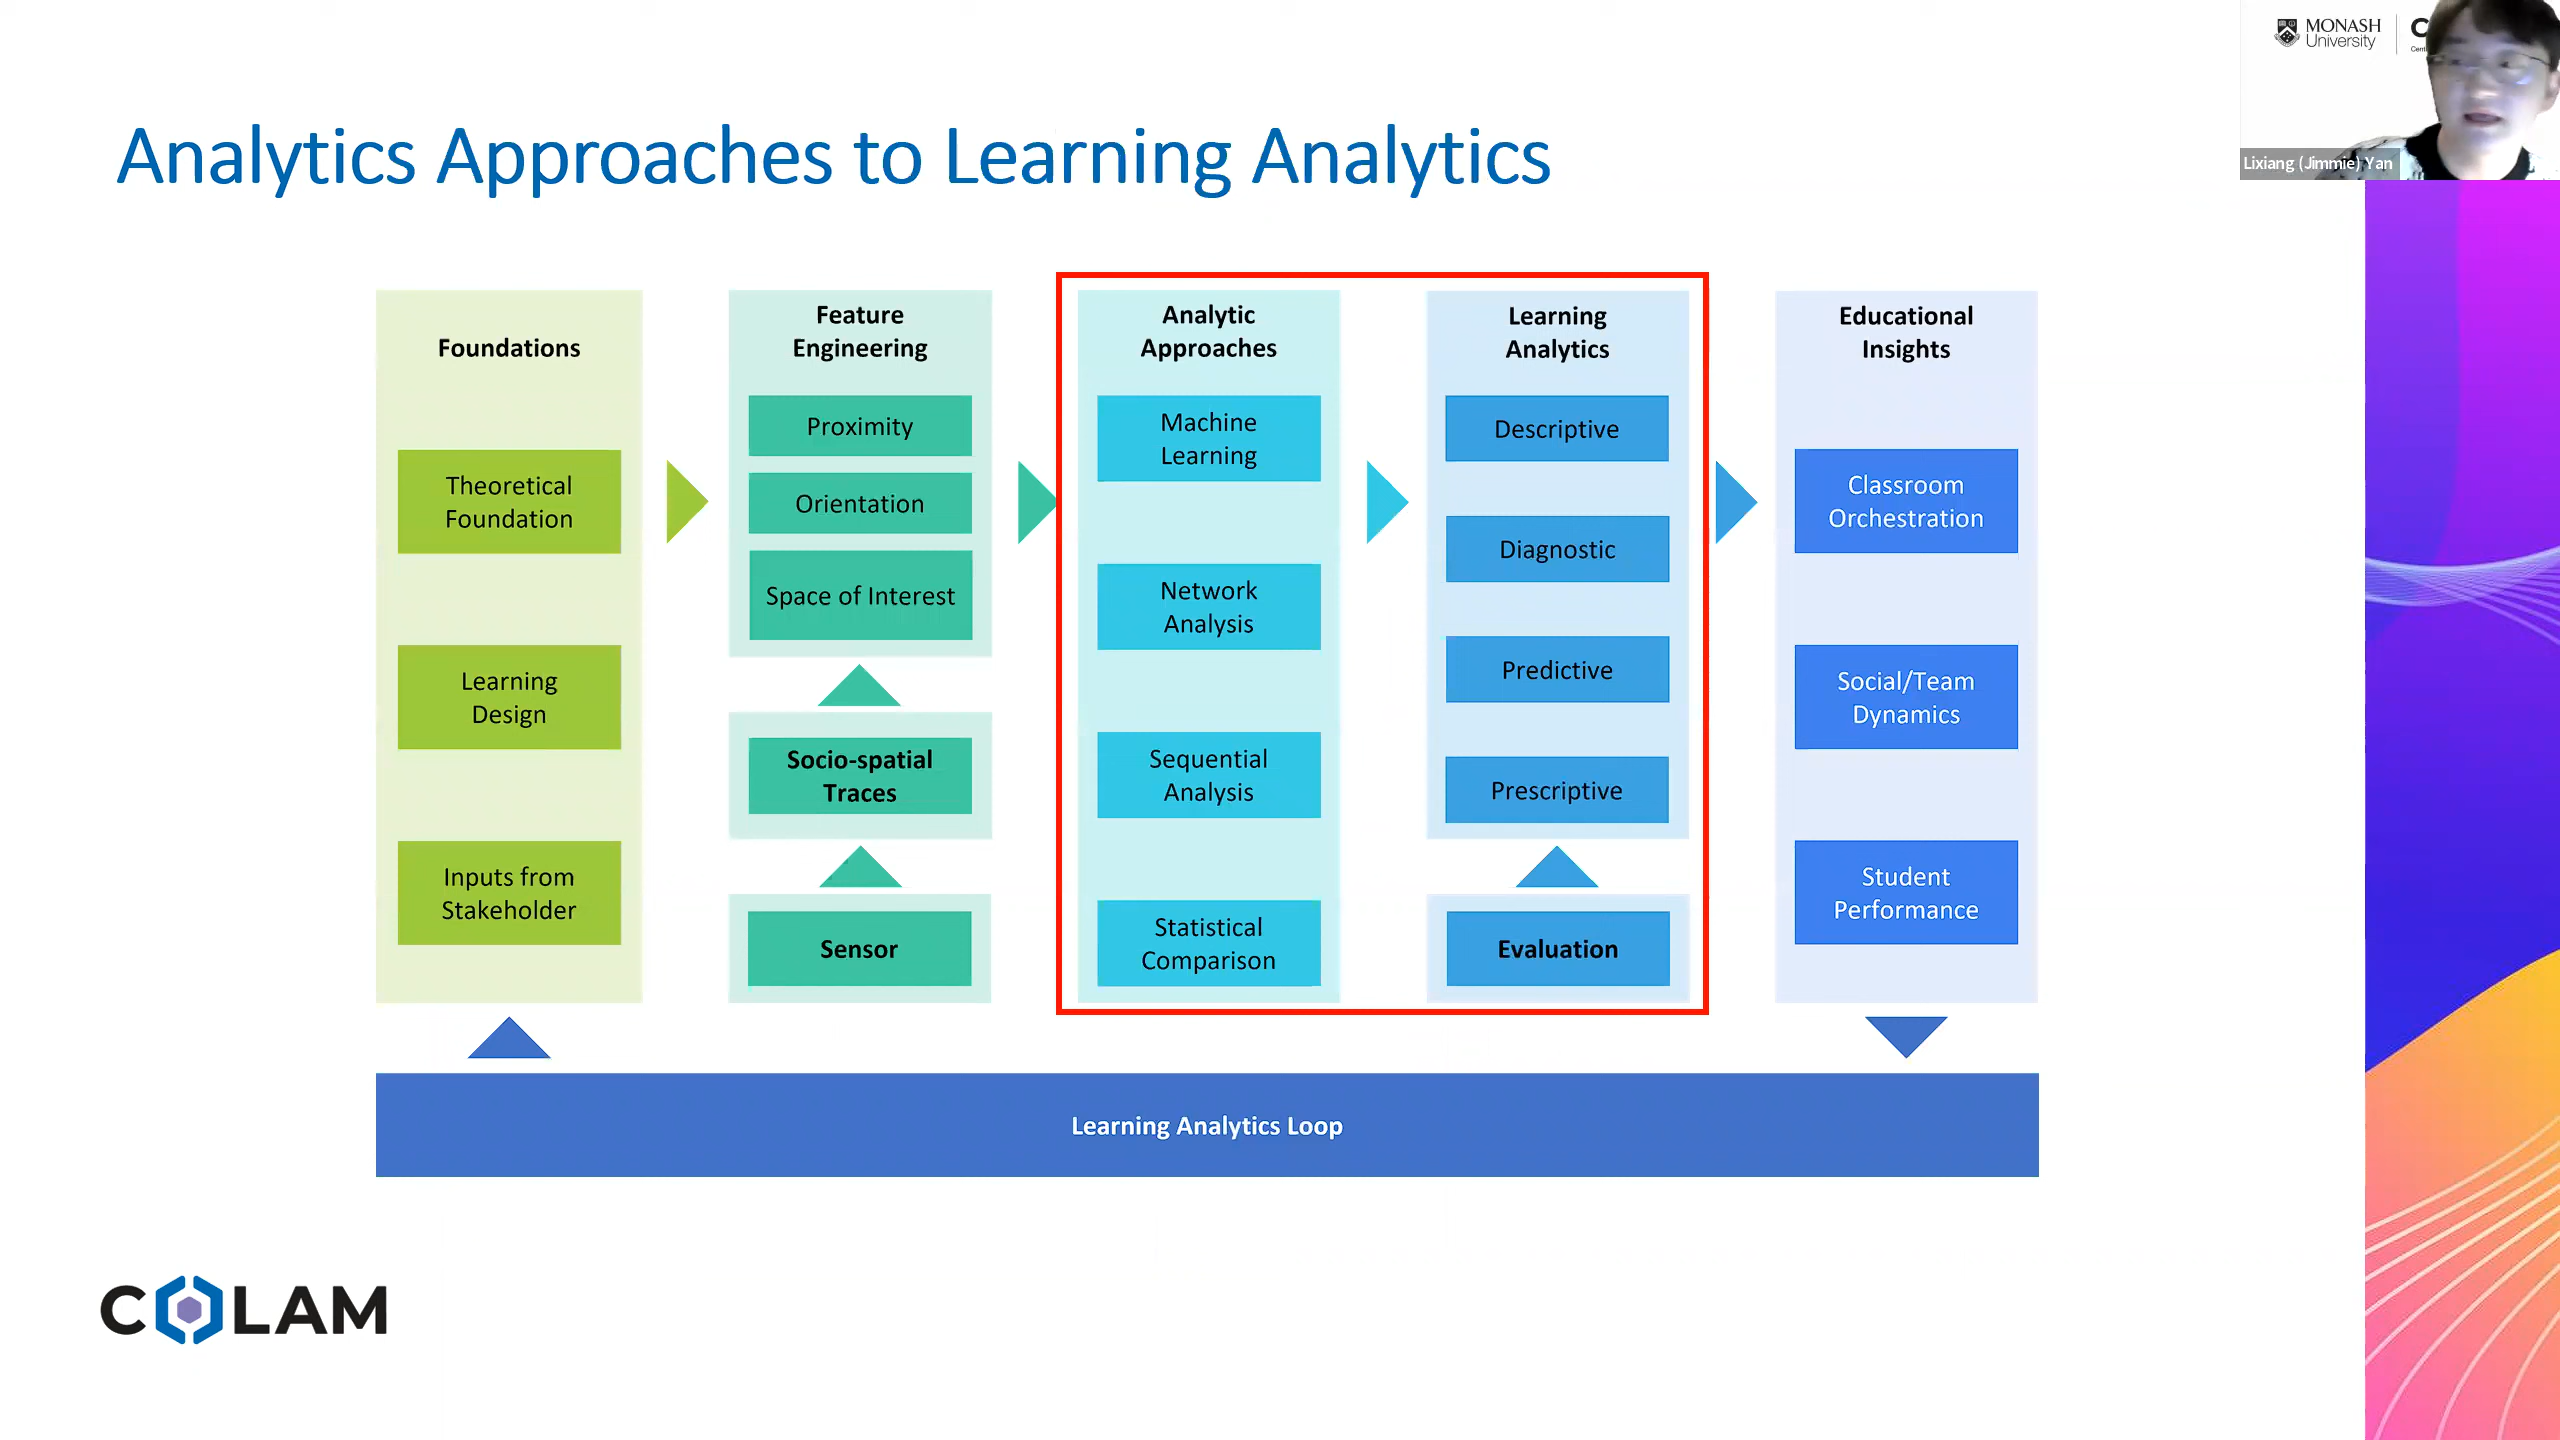 MONASH
University
Lixiang (Jimmie) Yan
Analytics Approaches to Learning Analytics
Foundations
Theoretical
Foundation
Learning
Design
Inputs from
Stakeholder
Feature
Engineering
Proximity
Orientation
Space of Interest
Socio-spatial
Traces
Sensor
Analytic
Approaches
Machine
Learning
Network
Analysis
Sequential
Analysis
Statistical
Comparison
Learning
Analytics
Descriptive
Diagnostic
Predictive
Prescriptive
Evaluation
Educational
Insights
Classroom
Orchestration
Social/Team
Dynamics
Student
Performance
Learning Analytics Loop
COLAM